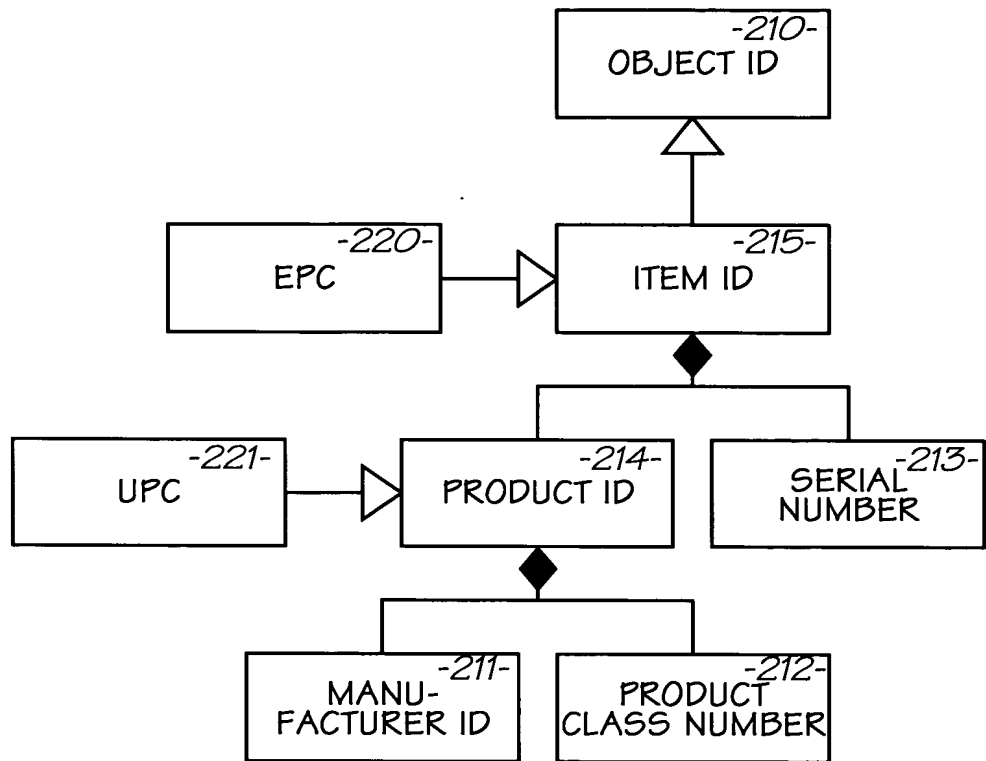 -210-
OBJECT ID
-220-
EPC
-215-
ITEM ID
-221-
UPC
-214-
PRODUCT ID
-213-
SERIAL
NUMBER
-211-
MANU-
FACTURER ID
-212-
PRODUCT
CLASS NUMBER